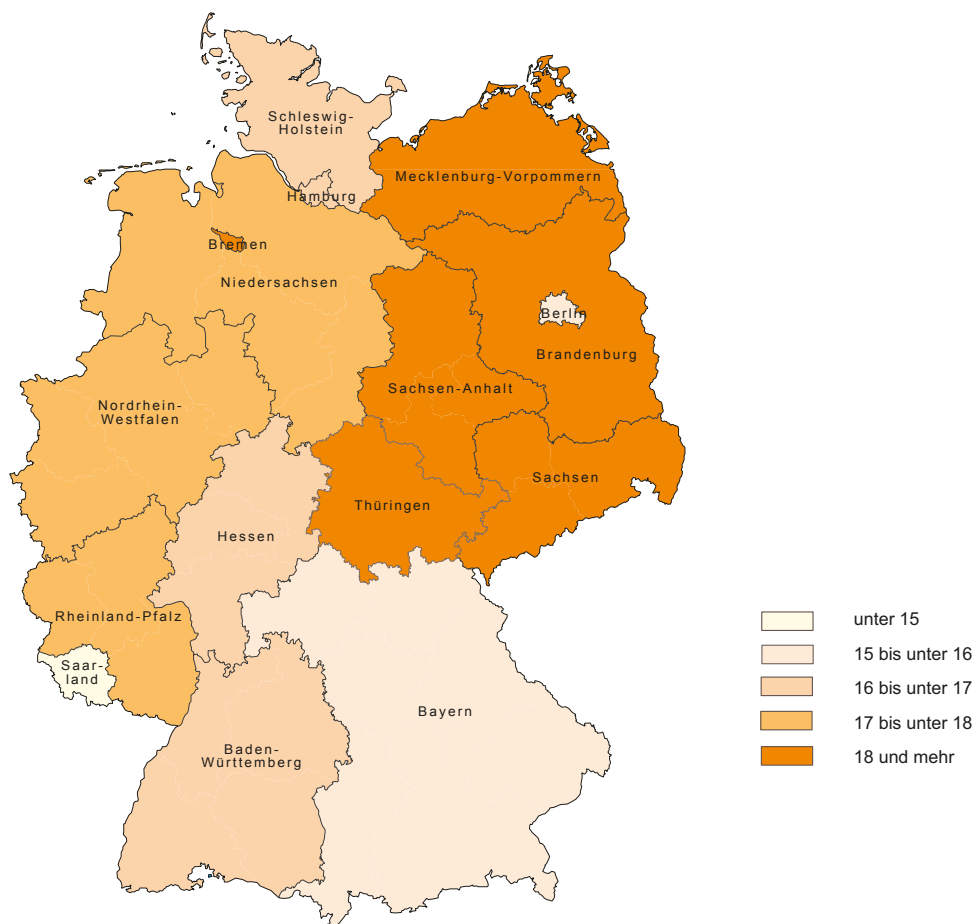 Schleswig-
Holstein
Mecklenburg-Vorpommern
Hamburg
Bremen
Niedersachsen
Berlin
Brandenburg
Sachsen-Anhalt
Nordrhein-
Westfalen
Sachsen
Thüringen
Hessen
Rheinland-Pfalz
Saar-
land
Bayern
Baden-
Württemberg
unter 15
15 bis unter 16
16 bis unter 17
17 bis unter 18
18 und mehr